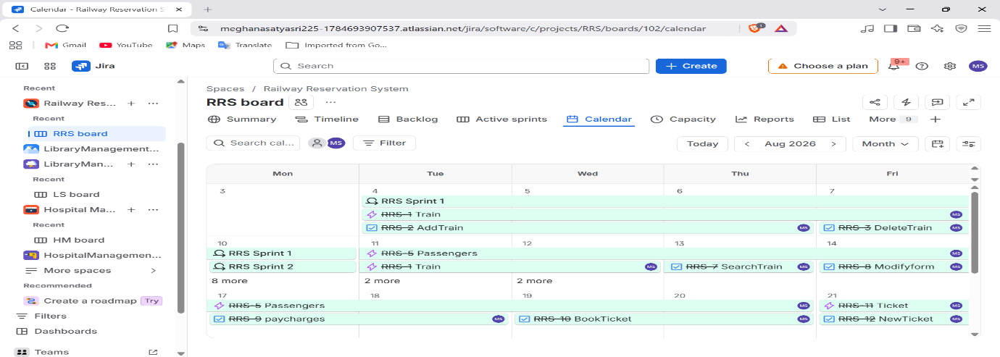 Calendar - Railway Reservation S
meghanasatyasri225-1784693907537.atlassian.net/jira/software/c/projects/RRS/boards/102/calendar
1
Gmail YouTube Maps Translate Imported from Go...
Jira
Search
Create
Choose a plan
9+
MS
Recent
Railway Res...
Recent
RRS board
LibraryManagement...
LibraryMan...
Recent
LS board
Hospital Ma...
Recent
HM board
HospitalManagemen...
More spaces
Recommended
Create a roadmap Try
Filters
Dashboards
Teams
Spaces / Railway Reservation System
RRS board
Summary Timeline Backlog Active sprints Calendar Capacity Reports List More 9
Search cal... MS Filter Today Aug 2026 Month
Mon Tue Wed Thu Fri
3 4 5 6 7
RRS Sprint 1
RRS-1 Train MS
RRS-2 AddTrain MS RRS-3 DeleteTrain MS
10 11 12 13 14
RRS Sprint 1 RRS-5 Passengers MS
RRS Sprint 2 RRS-1 Train MS RRS-7 SearchTrain MS RRS-8 Modifyform MS
8 more 2 more 2 more
17 18 19 20 21
RRS-5 Passengers MS RRS-11 Ticket MS
RRS-9 paycharges MS RRS-10 BookTicket MS RRS-12 NewTicket MS